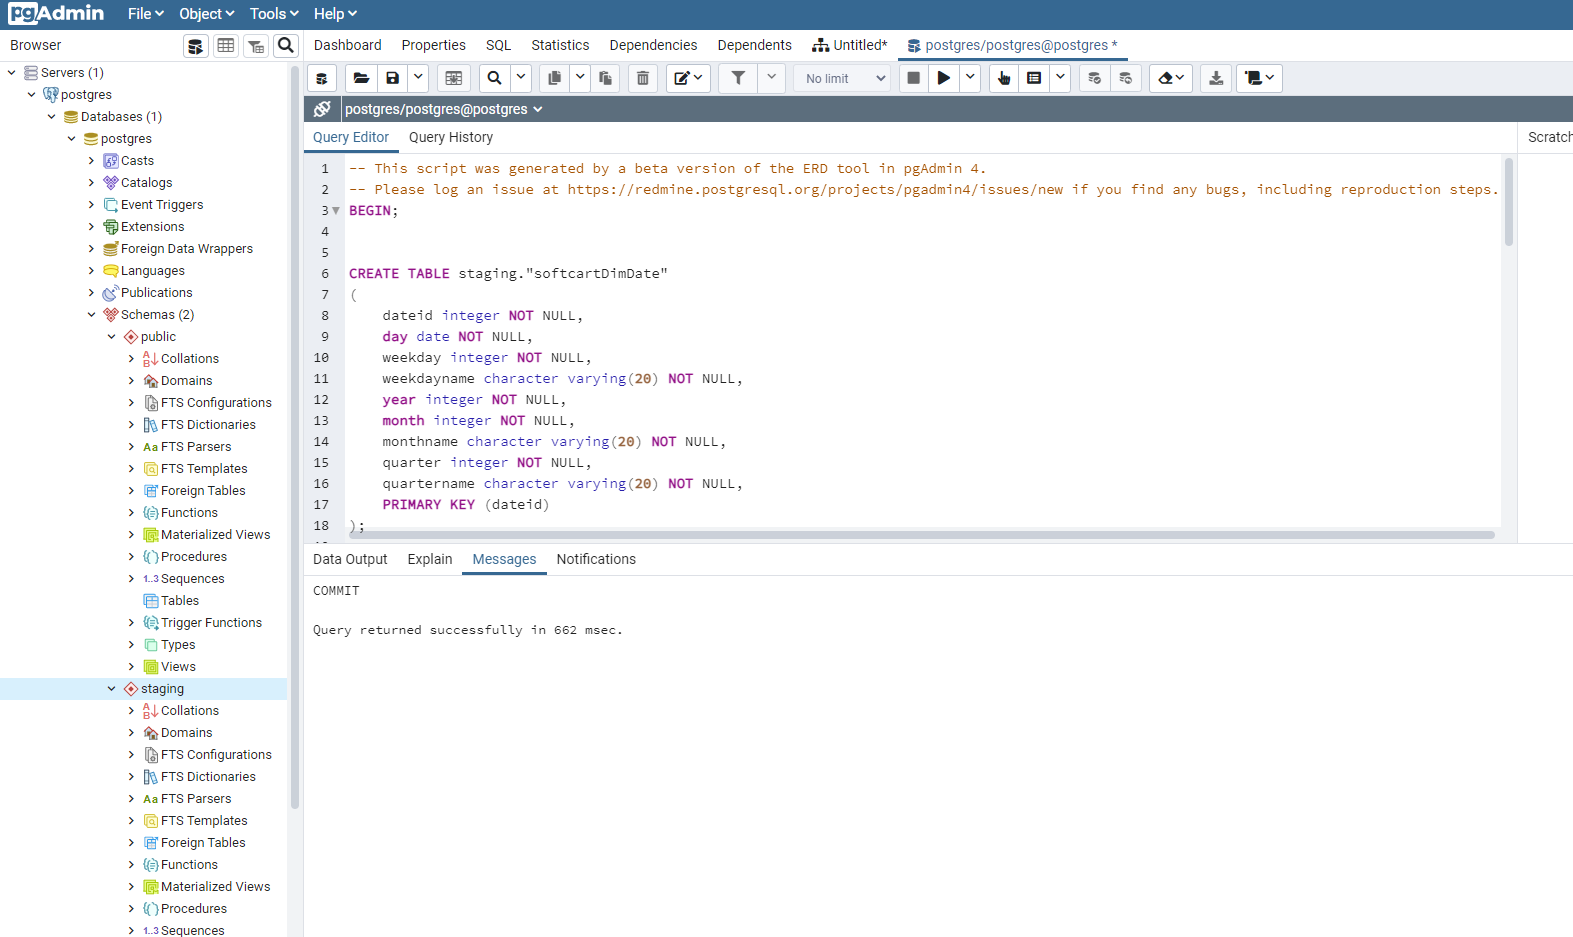 pgAdmin File Object Tools Help
Browser
Dashboard Properties SQL Statistics Dependencies Dependents Untitled* postgres/postgres@postgres *
No limit
postgres/postgres@postgres
Query Editor Query History
Scratch
Servers (1)
postgres
Databases (1)
postgres
Casts
Catalogs
Event Triggers
Extensions
Foreign Data Wrappers
Languages
Publications
Schemas (2)
public
Collations
Domains
FTS Configurations
FTS Dictionaries
Aa FTS Parsers
FTS Templates
Foreign Tables
Functions
Materialized Views
Procedures
1..3 Sequences
Tables
Trigger Functions
Types
Views
staging
Collations
Domains
FTS Configurations
FTS Dictionaries
Aa FTS Parsers
FTS Templates
Foreign Tables
Functions
Materialized Views
Procedures
1..3 Sequences
1 -- This script was generated by a beta version of the ERD tool in pgAdmin 4.
2 -- Please log an issue at https://redmine.postgresql.org/projects/pgadmin4/issues/new if you find any bugs, including reproduction steps.
3 BEGIN;
4
5
6 CREATE TABLE staging."softcartDimDate"
7 (
8 dateid integer NOT NULL,
9 day date NOT NULL,
10 weekday integer NOT NULL,
11 weekdayname character varying(20) NOT NULL,
12 year integer NOT NULL,
13 month integer NOT NULL,
14 monthname character varying(20) NOT NULL,
15 quarter integer NOT NULL,
16 quartername character varying(20) NOT NULL,
17 PRIMARY KEY (dateid)
18 );
Data Output Explain Messages Notifications
COMMIT
Query returned successfully in 662 msec.